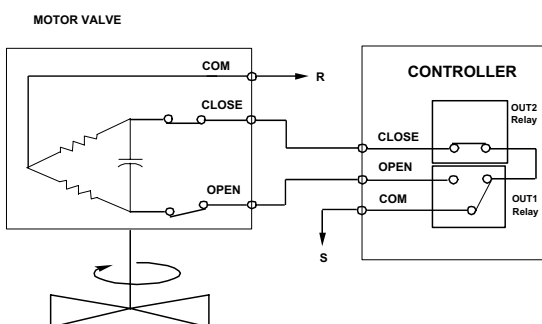 MOTOR VALVE
COM
R
CONTROLLER
CLOSE
OUT2
Relay
CLOSE
OPEN
OPEN
COM
OUT1
Relay
S